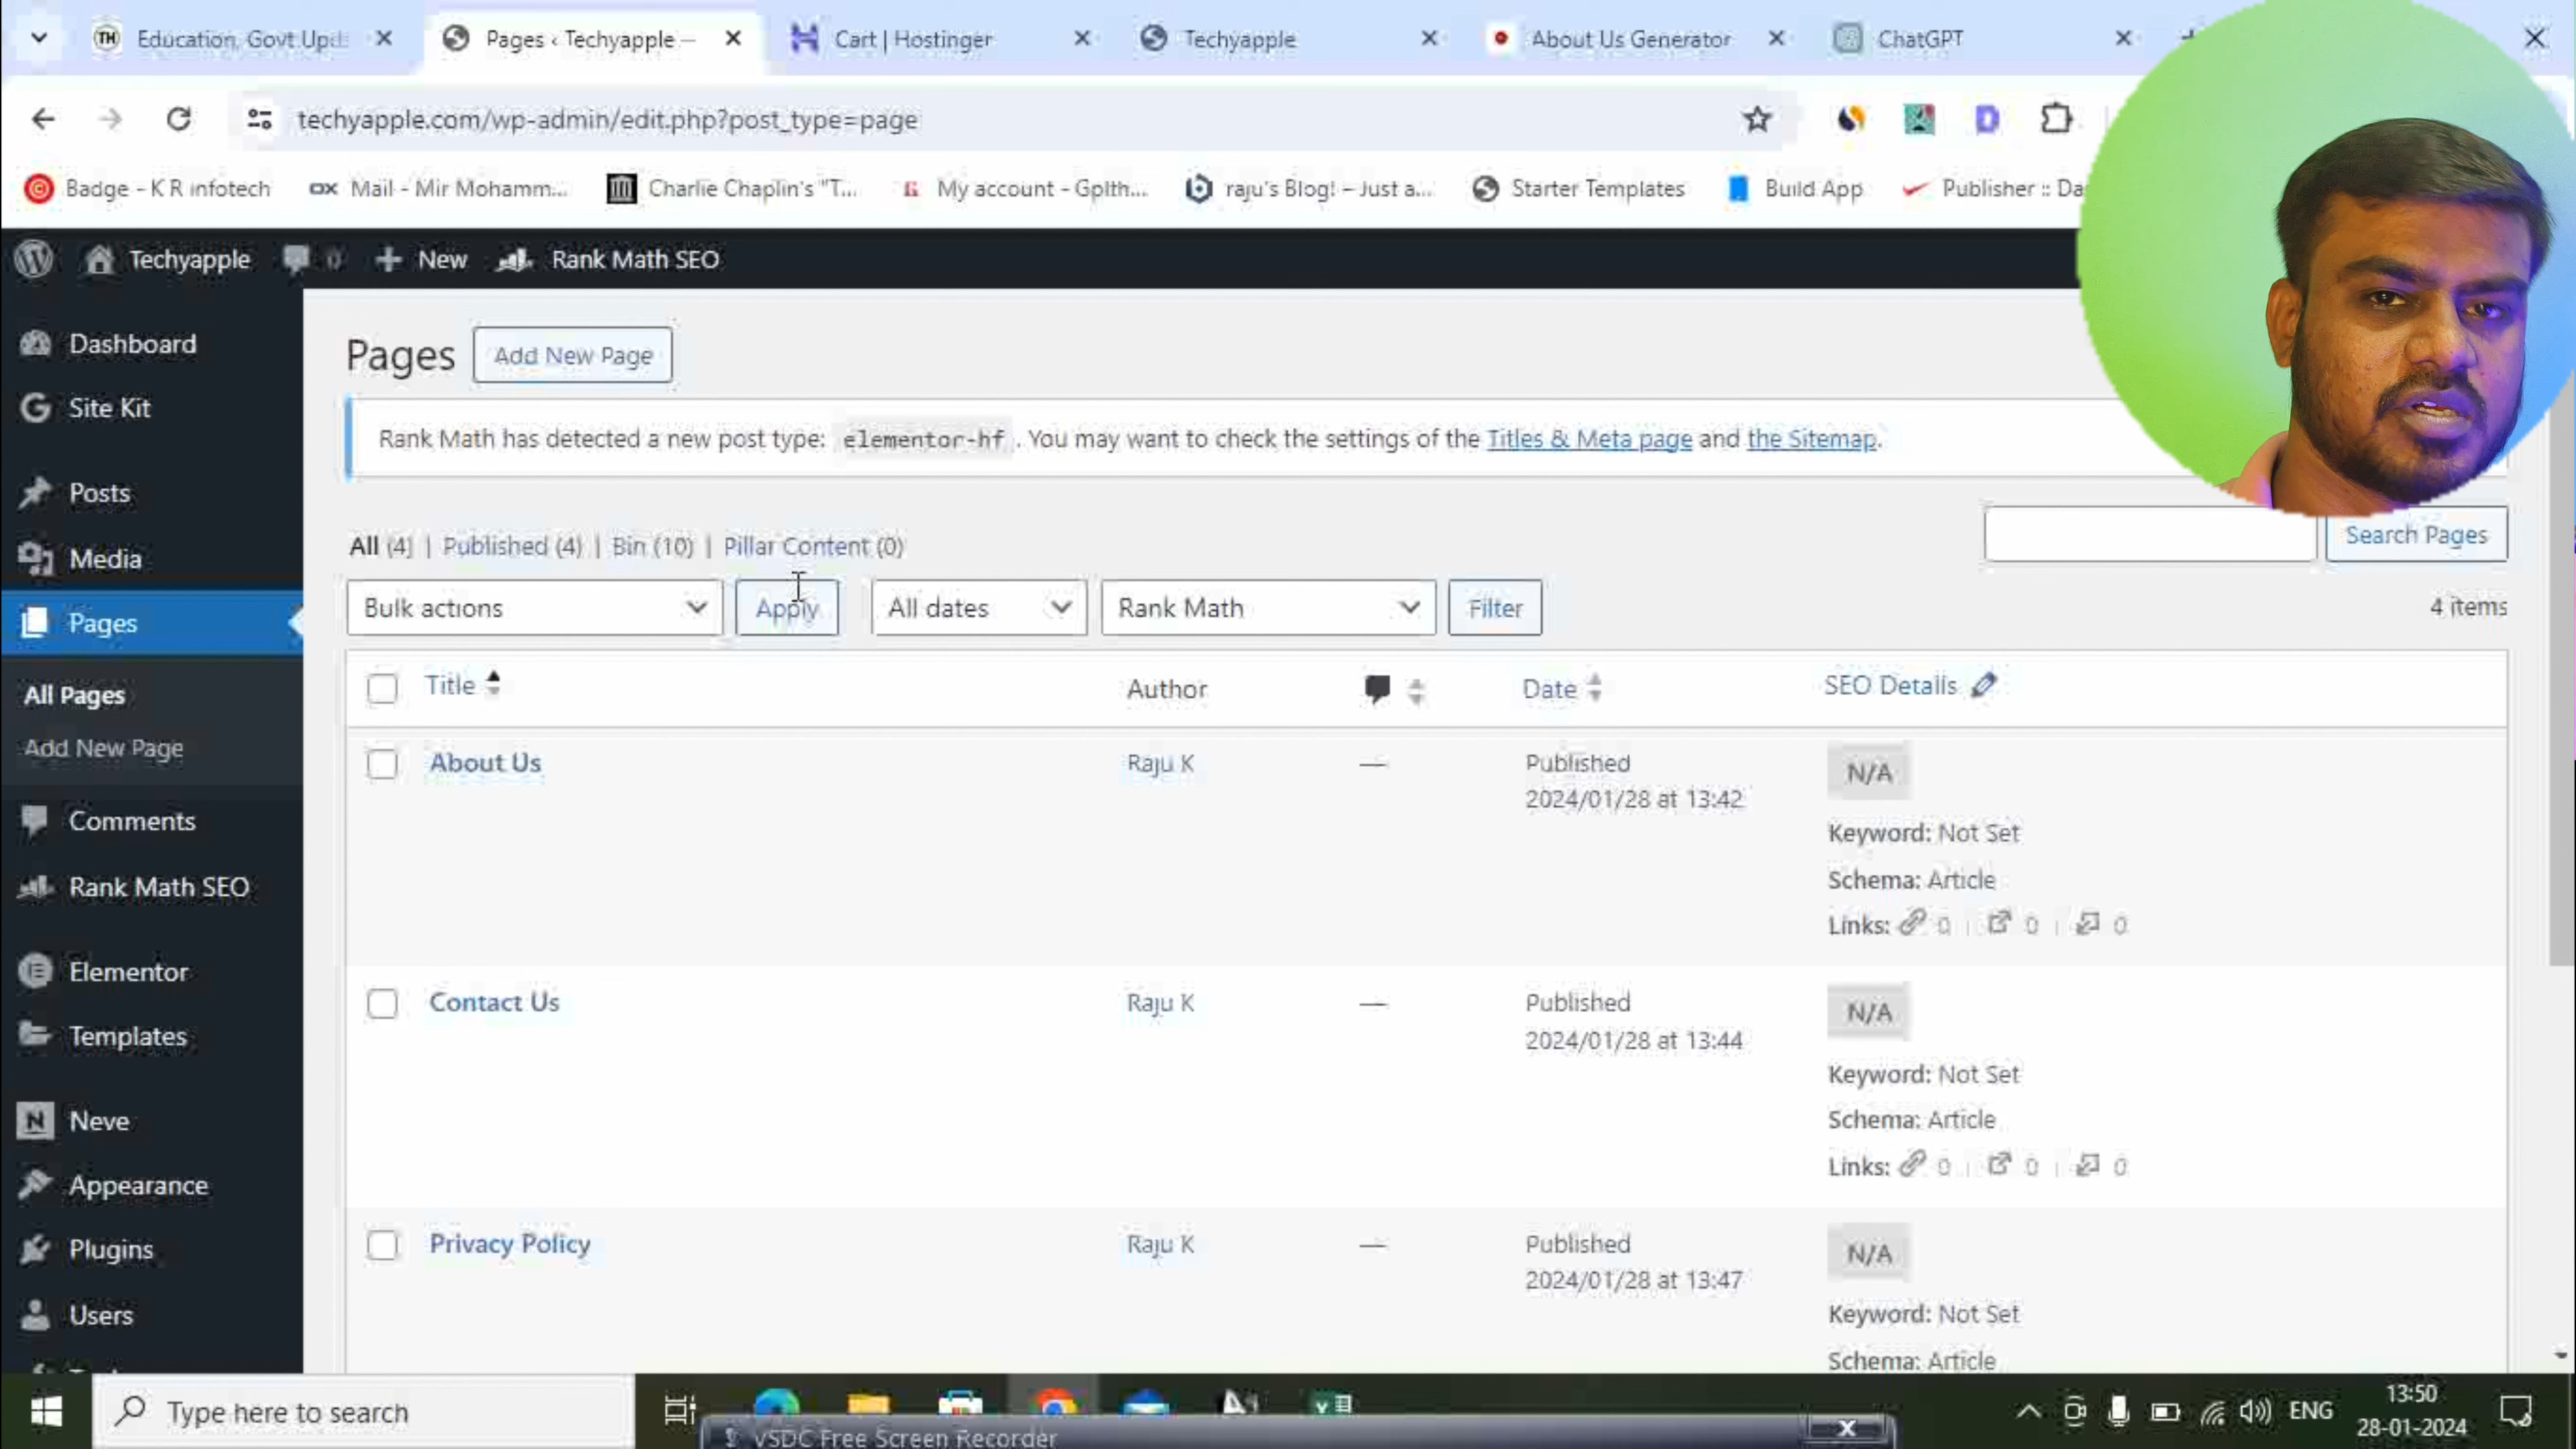 TH Education, Govt Upd
Pages ‹ Techyapple —
Cart | Hostinger
Techyapple
About Us Generator
ChatGPT
techyapple.com/wp-admin/edit.php?post_type=page
Badge - K R infotech
OX Mail - Mir Mohamm...
Charlie Chaplin's "T...
My account - Gplth...
raju's Blog! – Just a...
Starter Templates
Build App
Publisher :: Da
Techyapple 0 + New Rank Math SEO
Dashboard
Site Kit
Posts
Media
Pages
All Pages
Add New Page
Comments
Rank Math SEO
Elementor
Templates
Neve
Appearance
Plugins
Users
Pages Add New Page
Rank Math has detected a new post type: elementor-hf . You may want to check the settings of the Titles & Meta page and the Sitemap.
All (4) | Published (4) | Bin (10) | Pillar Content (0)
Search Pages
Bulk actions Apply All dates Rank Math Filter 4 items
Title Author Date SEO Details
About Us Raju K — Published N/A
2024/01/28 at 13:42
Keyword: Not Set
Schema: Article
Links: 0 | 0 | 0
Contact Us Raju K — Published N/A
2024/01/28 at 13:44
Keyword: Not Set
Schema: Article
Links: 0 | 0 | 0
Privacy Policy Raju K — Published N/A
2024/01/28 at 13:47
Keyword: Not Set
Schema: Article
Type here to search
ENG
13:50
28-01-2024
VSDC Free Screen Recorder
X